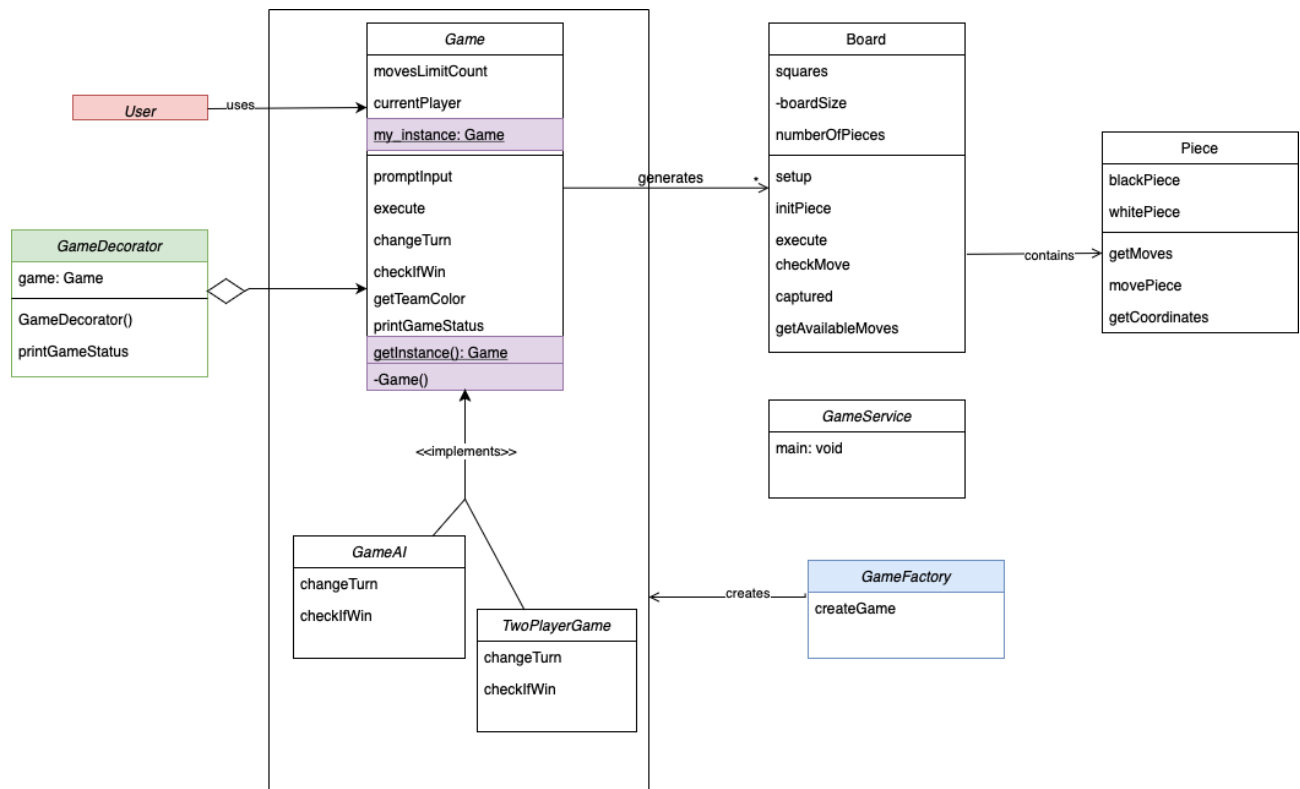 Game
movesLimitCount
currentPlayer
my_instance: Game
promptInput
execute
changeTurn
checkIfWin
getTeamColor
printGameStatus
getInstance(): Game
-Game()
User
uses
GameDecorator
game: Game
GameDecorator()
printGameStatus
<<implements>>
GameAI
changeTurn
checkIfWin
TwoPlayerGame
changeTurn
checkIfWin
generates
*
Board
squares
-boardSize
numberOfPieces
setup
initPiece
execute
checkMove
captured
getAvailableMoves
contains
Piece
blackPiece
whitePiece
getMoves
movePiece
getCoordinates
GameService
main: void
creates
GameFactory
createGame